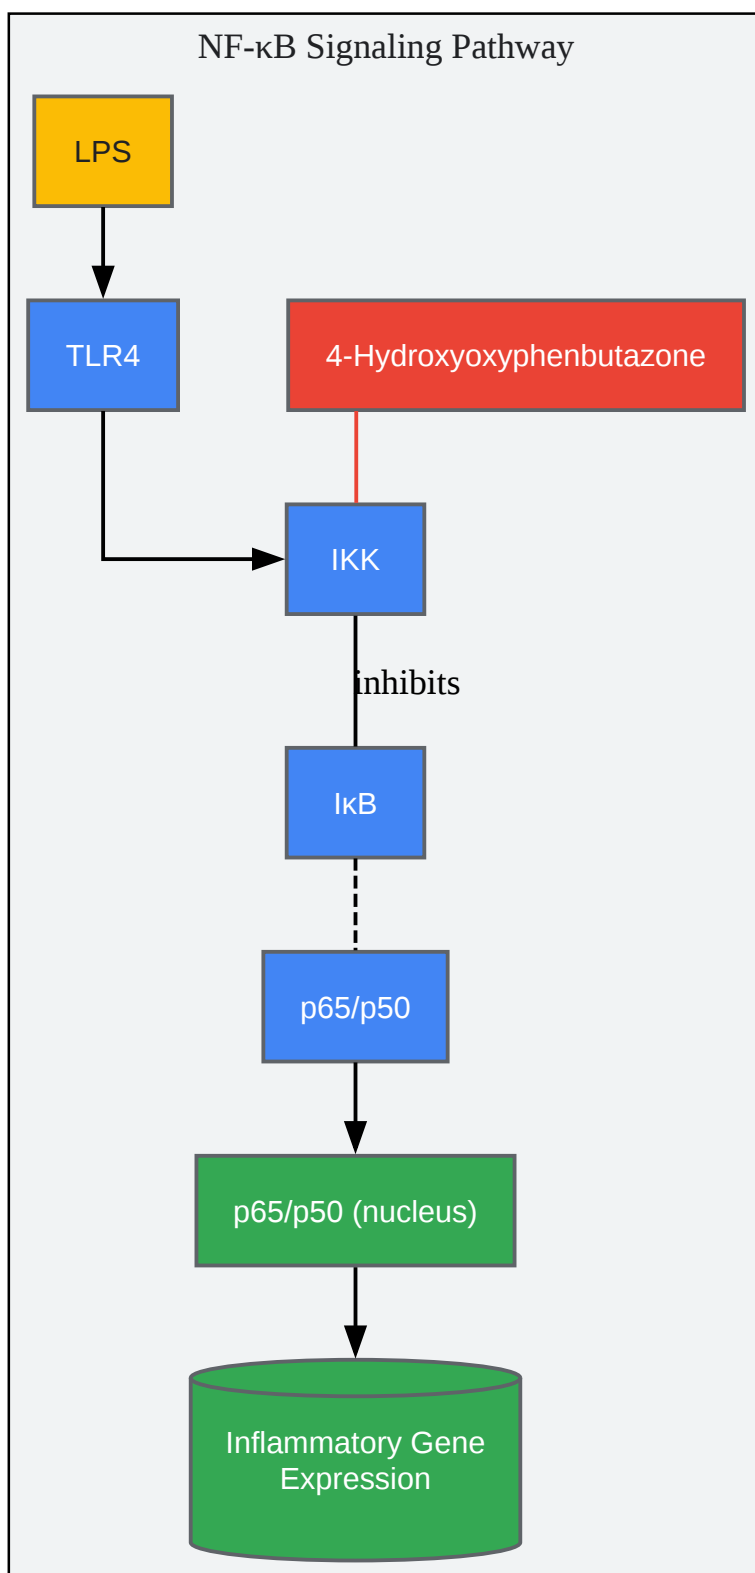 NF-κB Signaling Pathway
LPS
TLR4
4-Hydroxyoxyphenbutazone
IKK
inhibits
IκB
p65/p50
p65/p50 (nucleus)
Inflammatory Gene
Expression